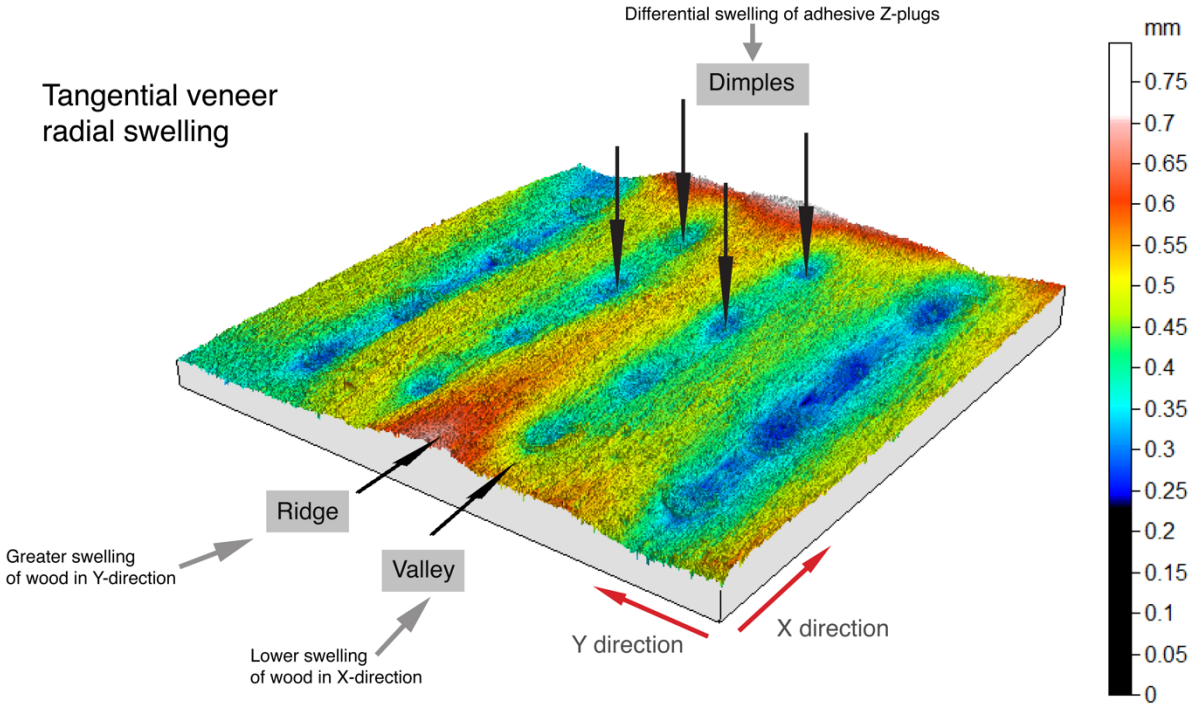 Differential swelling of adhesive Z-plugs
mm
Tangential veneer
radial swelling
Dimples
0.75
0.7
0.65
0.6
0.55
0.5
0.45
0.4
0.35
0.3
0.25
0.2
0.15
0.1
0.05
0
Ridge
Greater swelling
of wood in Y-direction
Valley
Lower swelling
of wood in X-direction
Y direction
X direction